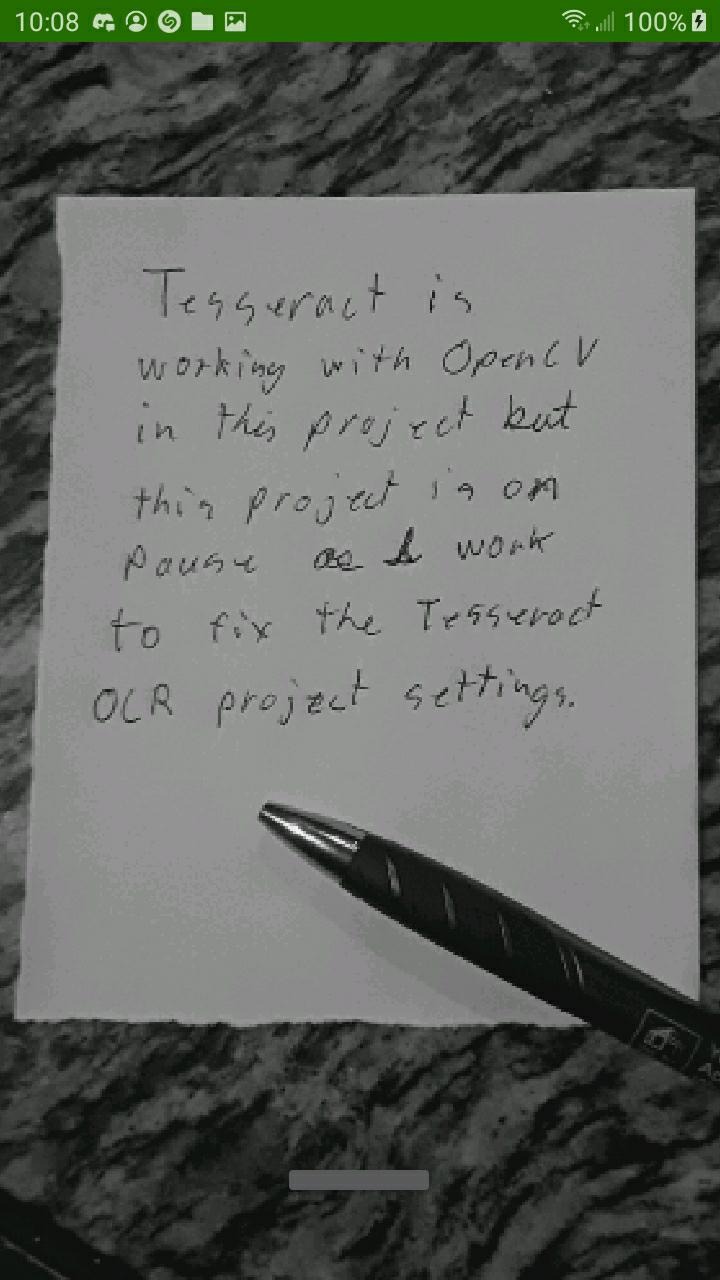 10:08 100%
Tesseract is
working with OpenCV
in this project but
this project is on
pause as I work
to fix the Tesseract
OCR project settings.